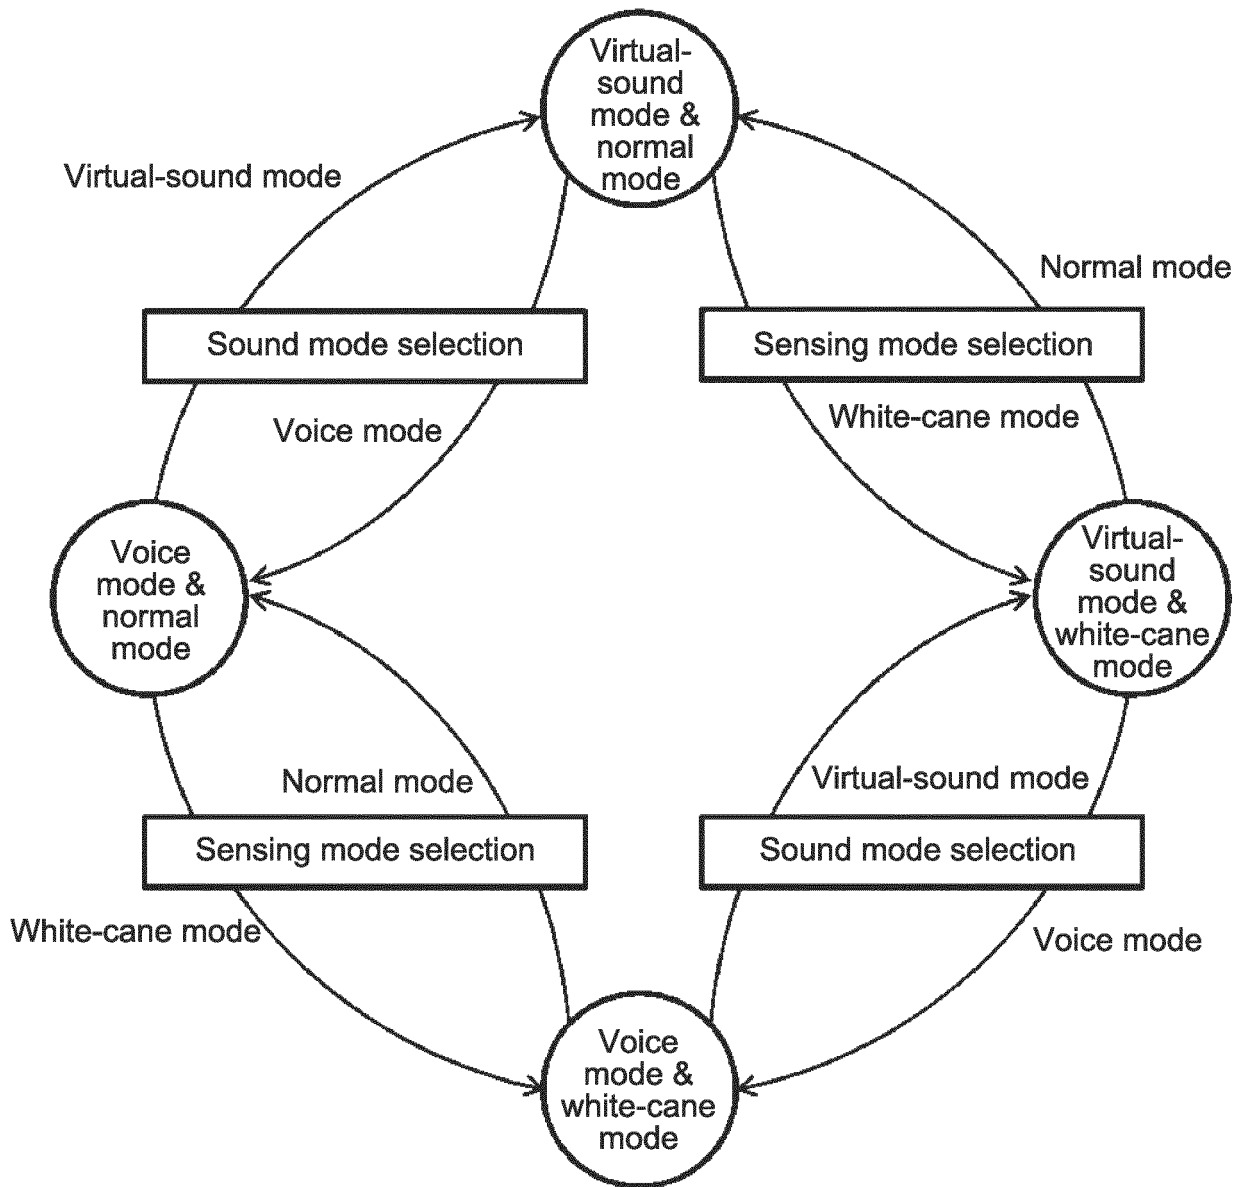 Virtual-
sound
mode &
normal
mode
Virtual-sound mode
Normal mode
Sound mode selection
Sensing mode selection
Voice mode
White-cane mode
Voice
mode &
normal
mode
Virtual-
sound
mode &
white-cane
mode
Normal mode
Virtual-sound mode
Sensing mode selection
Sound mode selection
White-cane mode
Voice mode
Voice
mode &
white-cane
mode